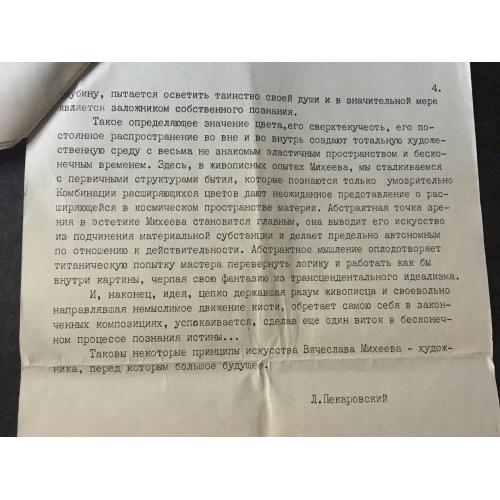 4.
глубину, пытается осветить таинство своей души и в значительной мере
является заложником собственного познания.
Такое определяющее значение цвета,его сверхтекучесть, его по-
стоянное распространие во вне и во внутрь создают тотальную художе-
ственную среду с весьма не знакомым эластичным пространством и беско-
нечным временем. Здесь, в живописных опытах Михеева, мы сталкиваемся
с первичными структурами бытия, которые познаются только умозрительно
Комбинации расширяющихся цветов дают неожиданное представление о рас-
ширяющейся в космическом пространстве материи. Абстрактная точка зре-
ния в эстетике Михеева становится главным, она выводит его искусство
из подчинения материальной субстанции и делает предельно автономным
по отношению к действительности. Абстрактное мышление оплодотворяет
титаническую попытку мастера перевернуть логику и работать как бы
внутри картины, черпая свою фантазию из трансцендентального идеализма.
И, наконец, идея, цепко державшая разум живописца и своевольно
направлявшая немыслимое движение кисти, обретает самою себя в закон-
ченных композициях, успокаивается, сделав еще один виток в бесконеч-
ном процессе познания истины...
Таковы некоторые принципы искусства Вячеслава Михеева - худож-
ника, перед которым большое будущее.
Л.Пекаровский